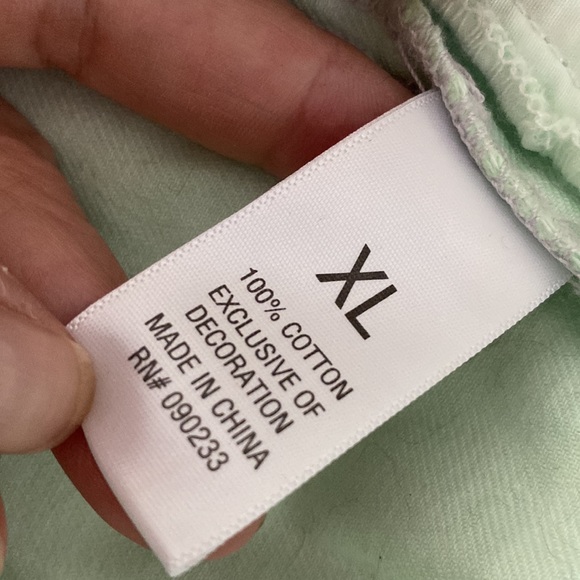 XL
100% COTTON
EXCLUSIVE OF
DECORATION
MADE IN CHINA
RN# 090233